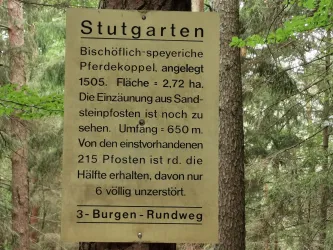 Stutgarten
Bischöflich-speyeriche
Pferdekoppel, angelegt
1505. Fläche = 2,72 ha.
Die Einzäunung aus Sand-
steinpfosten ist noch zu
sehen. Umfang = 650 m.
Von den einstvorhandenen
215 Pfosten ist rd. die
Hälfte erhalten, davon nur
6 völlig unzerstört.
3-Burgen-Rundweg